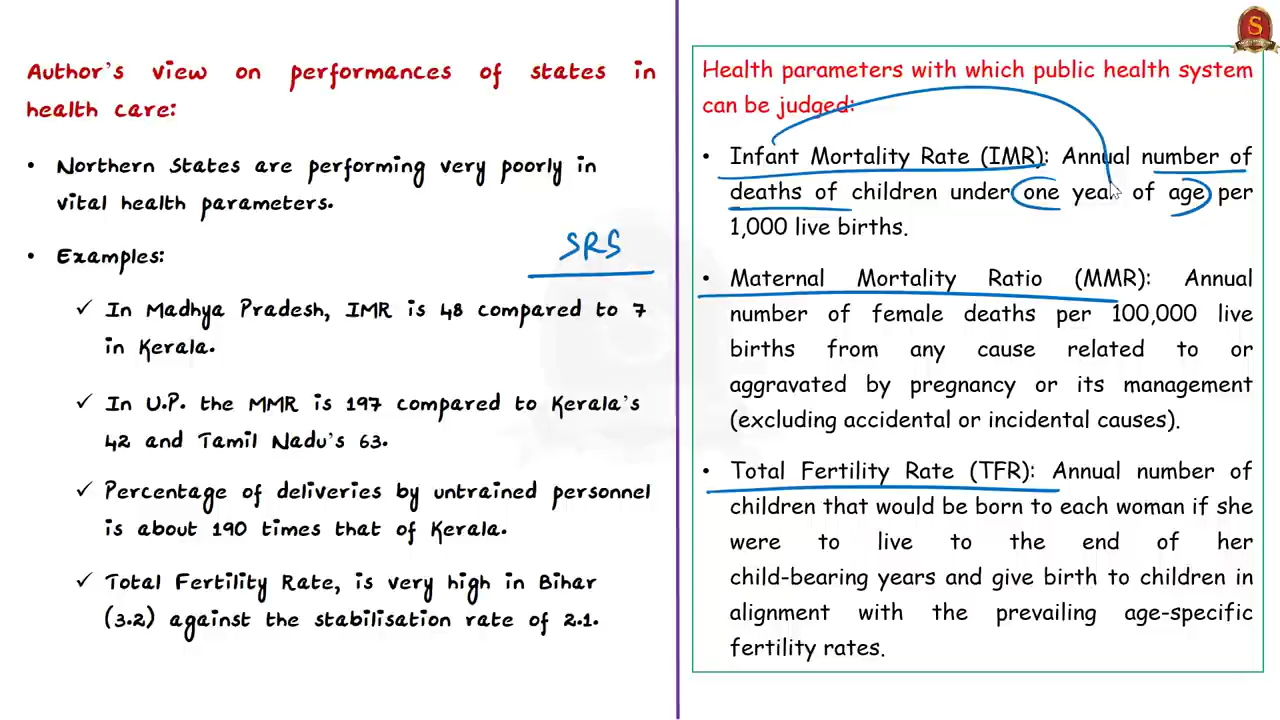 Author's view on performances of states in
health care:
• Northern States are performing very poorly in
vital health parameters.
• Examples:
SRS
✓ In Madhya Pradesh, IMR is 48 compared to 7
in Kerala.
✓ In U.P. the MMR is 197 compared to Kerala's
42 and Tamil Nadu's 63.
✓ Percentage of deliveries by untrained personnel
is about 190 times that of Kerala.
✓ Total Fertility Rate, is very high in Bihar
(3.2) against the stabilisation rate of 2.1.
Health parameters with which public health system
can be judged:
• Infant Mortality Rate (IMR): Annual number of
deaths of children under one year of age per
1,000 live births.
• Maternal Mortality Ratio (MMR): Annual
number of female deaths per 100,000 live
births from any cause related to or
aggravated by pregnancy or its management
(excluding accidental or incidental causes).
• Total Fertility Rate (TFR): Annual number of
children that would be born to each woman if she
were to live to the end of her
child-bearing years and give birth to children in
alignment with the prevailing age-specific
fertility rates.
S